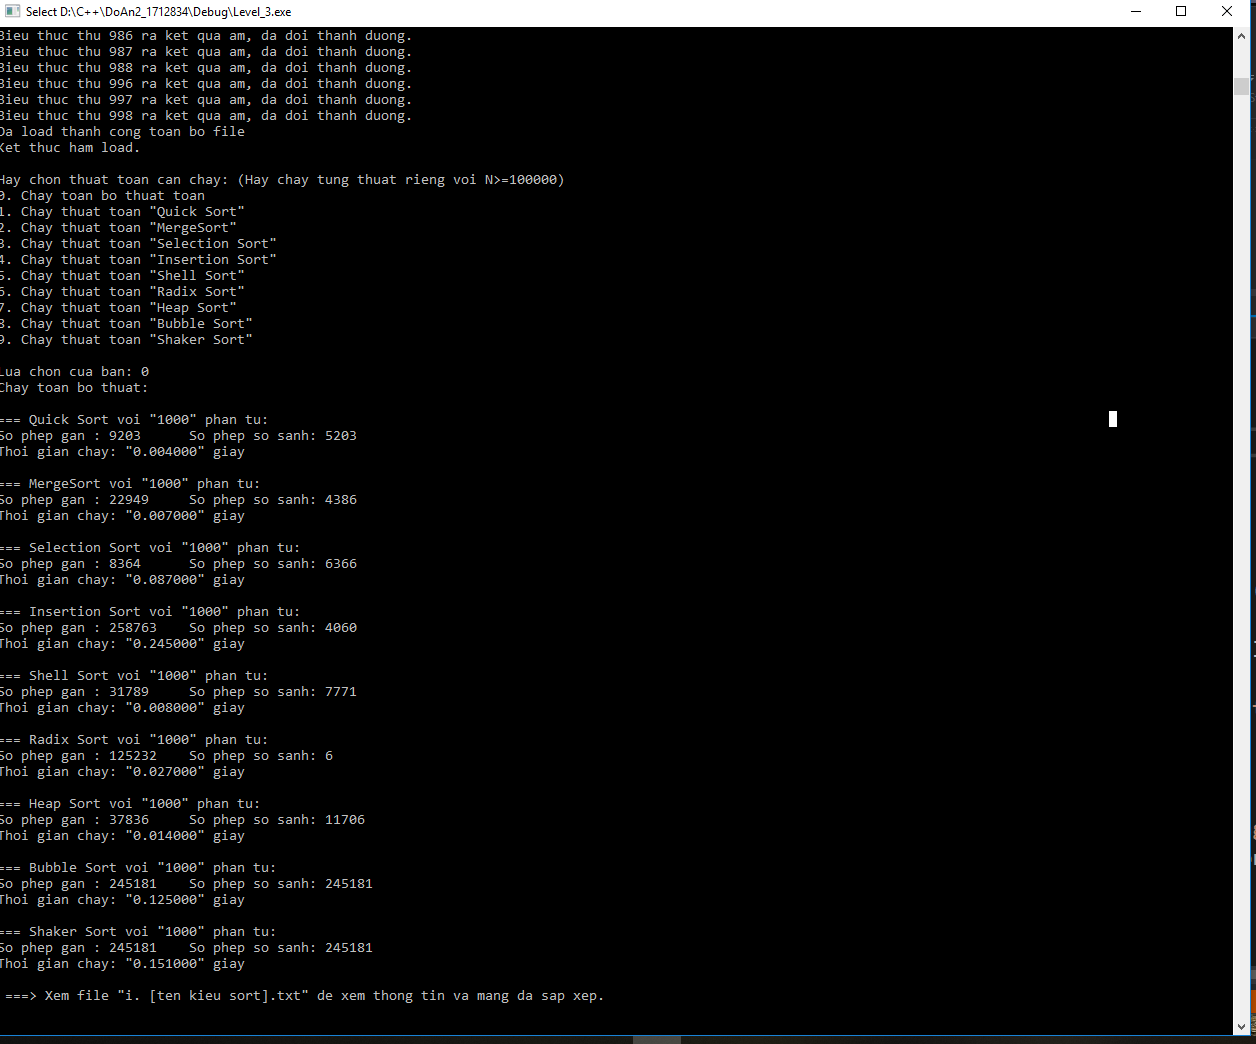 Select D:\C++\DoAn2_1712834\Debug\Level_3.exe
Bieu thuc thu 986 ra ket qua am, da doi thanh duong.
Bieu thuc thu 987 ra ket qua am, da doi thanh duong.
Bieu thuc thu 988 ra ket qua am, da doi thanh duong.
Bieu thuc thu 996 ra ket qua am, da doi thanh duong.
Bieu thuc thu 997 ra ket qua am, da doi thanh duong.
Bieu thuc thu 998 ra ket qua am, da doi thanh duong.
Da load thanh cong toan bo file
Ket thuc ham load.
Hay chon thuat toan can chay: (Hay chay tung thuat rieng voi N>=100000)
0. Chay toan bo thuat toan
1. Chay thuat toan "Quick Sort"
2. Chay thuat toan "MergeSort"
3. Chay thuat toan "Selection Sort"
4. Chay thuat toan "Insertion Sort"
5. Chay thuat toan "Shell Sort"
6. Chay thuat toan "Radix Sort"
7. Chay thuat toan "Heap Sort"
8. Chay thuat toan "Bubble Sort"
9. Chay thuat toan "Shaker Sort"
Lua chon cua ban: 0
Chay toan bo thuat:
=== Quick Sort voi "1000" phan tu:
So phep gan : 9203      So phep so sanh: 5203
Thoi gian chay: "0.004000" giay
=== MergeSort voi "1000" phan tu:
So phep gan : 22949     So phep so sanh: 4386
Thoi gian chay: "0.007000" giay
=== Selection Sort voi "1000" phan tu:
So phep gan : 8364      So phep so sanh: 6366
Thoi gian chay: "0.087000" giay
=== Insertion Sort voi "1000" phan tu:
So phep gan : 258763    So phep so sanh: 4060
Thoi gian chay: "0.245000" giay
=== Shell Sort voi "1000" phan tu:
So phep gan : 31789     So phep so sanh: 7771
Thoi gian chay: "0.008000" giay
=== Radix Sort voi "1000" phan tu:
So phep gan : 125232    So phep so sanh: 6
Thoi gian chay: "0.027000" giay
=== Heap Sort voi "1000" phan tu:
So phep gan : 37836     So phep so sanh: 11706
Thoi gian chay: "0.014000" giay
=== Bubble Sort voi "1000" phan tu:
So phep gan : 245181    So phep so sanh: 245181
Thoi gian chay: "0.125000" giay
=== Shaker Sort voi "1000" phan tu:
So phep gan : 245181    So phep so sanh: 245181
Thoi gian chay: "0.151000" giay
===> Xem file "i. [ten kieu sort].txt" de xem thong tin va mang da sap xep.